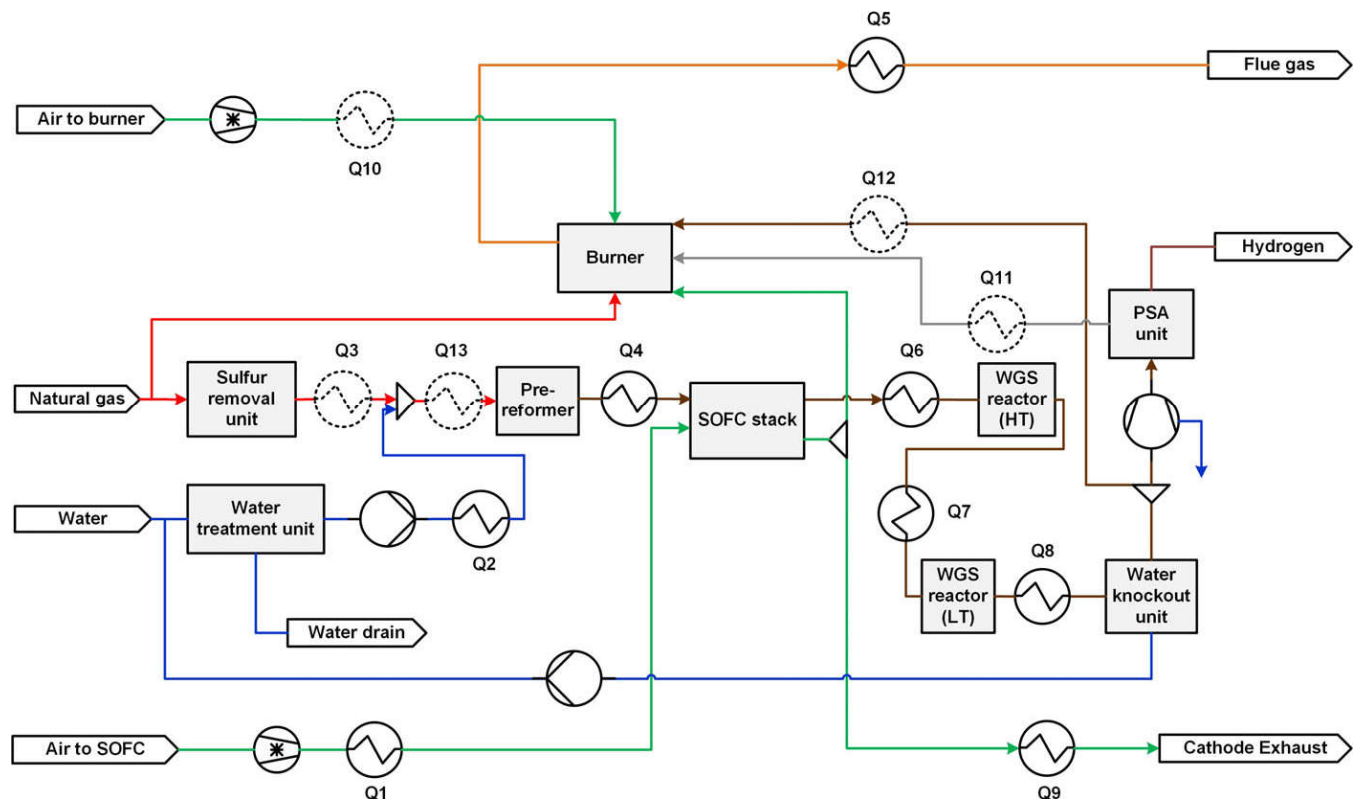 Q5
Flue gas
Air to burner
Q10
Q12
Burner
Hydrogen
Q11
PSA
unit
Natural gas
Sulfur
removal
unit
Q3
Q13
Pre-
reformer
Q4
SOFC stack
Q6
WGS
reactor
(HT)
Water
Water
treatment unit
Q2
Q7
WGS
reactor
(LT)
Q8
Water
knockout
unit
Water drain
Air to SOFC
Q1
Q9
Cathode Exhaust